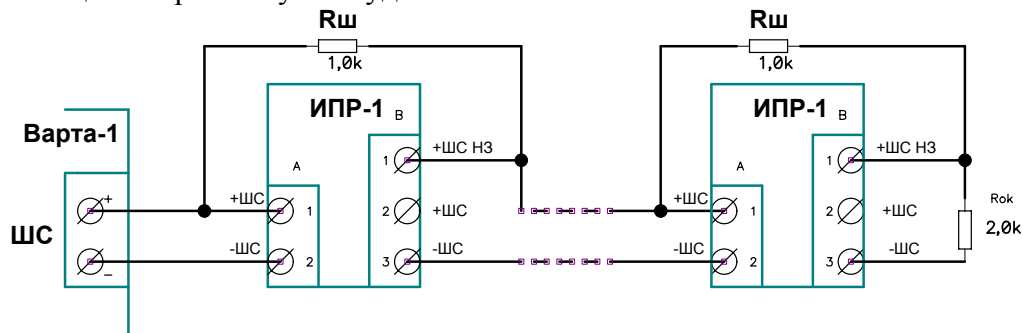 Rш
1,0k
Rш
1,0k
Варта-1
ШС
+
–
ИПР-1
A
B
+ШС
1
-ШС
2
1
+ШС НЗ
2
+ШС
3
-ШС
ИПР-1
A
B
+ШС
1
-ШС
2
1
+ШС НЗ
2
+ШС
3
-ШС
Rok
2,0k